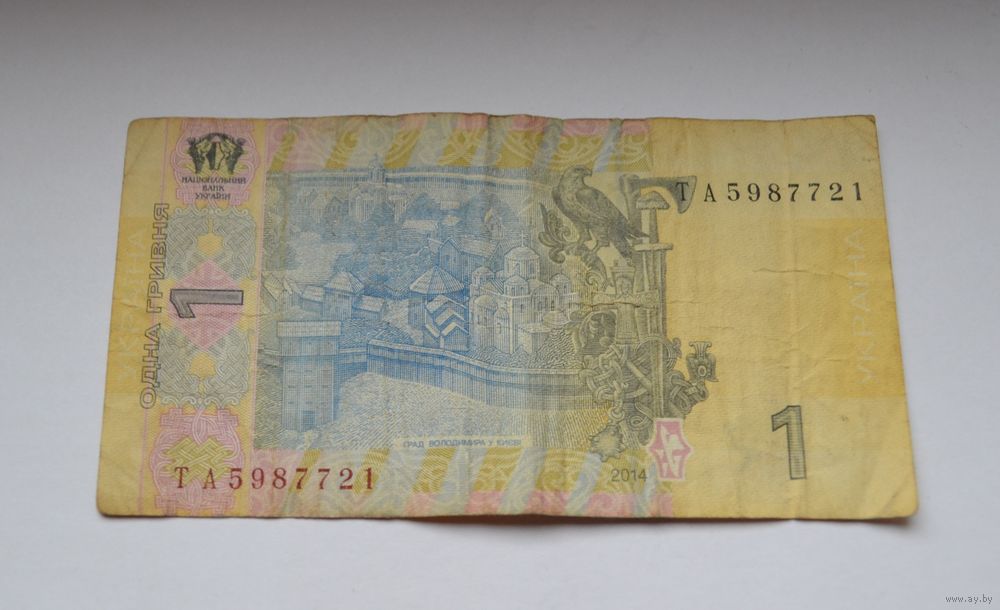 НАЦІОНАЛЬНИЙ
БАНК
УКРАЇНИ
ТА5987721
ОДНА ГРИВНЯ
1
УКРАЇНА
УКРАЇНА
ГРАД ВОЛОДИМИРА У КИЄВІ
2014
1
ТА5987721
www.ay.by